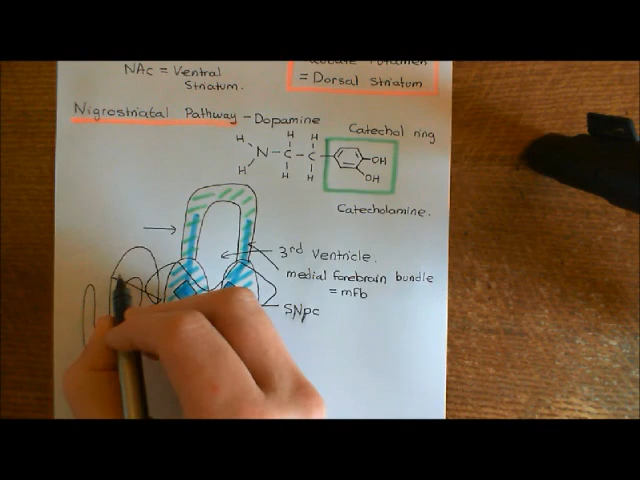 NAc = Ventral
Striatum.
Putamen
= Dorsal Striatum
Nigrostriatal Pathway - Dopamine
Catechol ring
H H H
N - C - C - OH
H H H OH
Catecholamine.
3rd Ventricle.
medial forebrain bundle
= mfb
SNpc